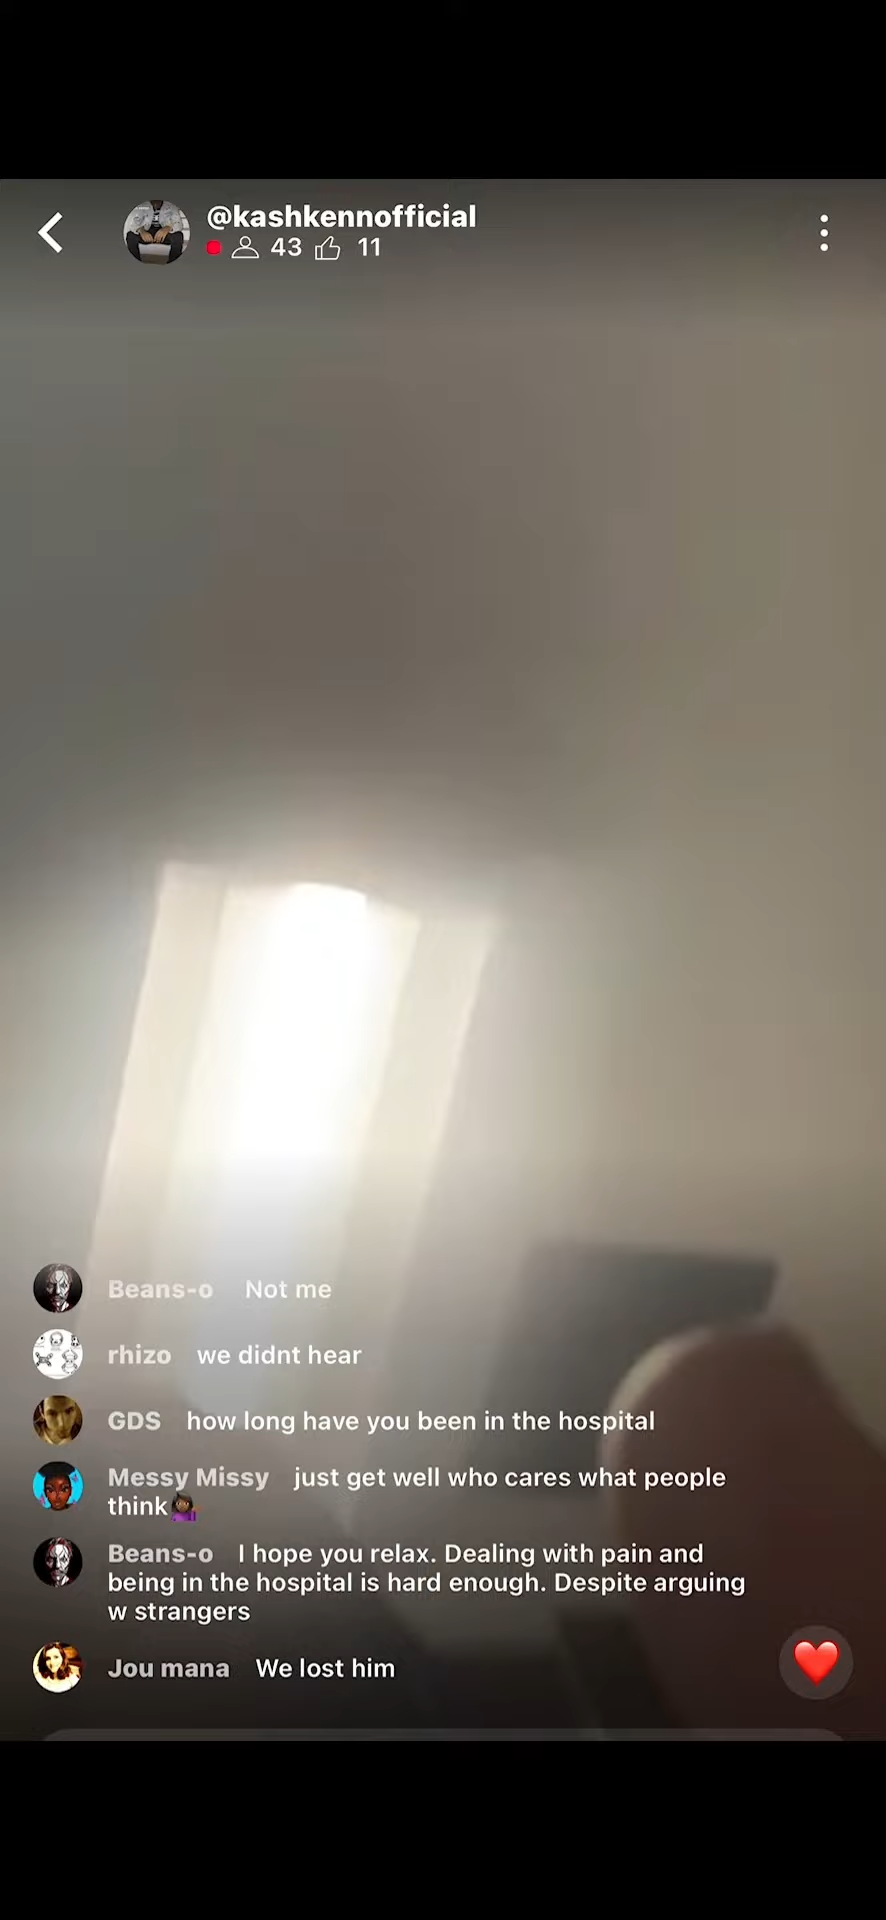 @kashkennofficial
43 11
Beans-o Not me
rhizo we didnt hear
GDS how long have you been in the hospital
Messy Missy just get well who cares what people
think🤷🏿‍♀️
Beans-o I hope you relax. Dealing with pain and
being in the hospital is hard enough. Despite arguing
w strangers
Jou mana We lost him